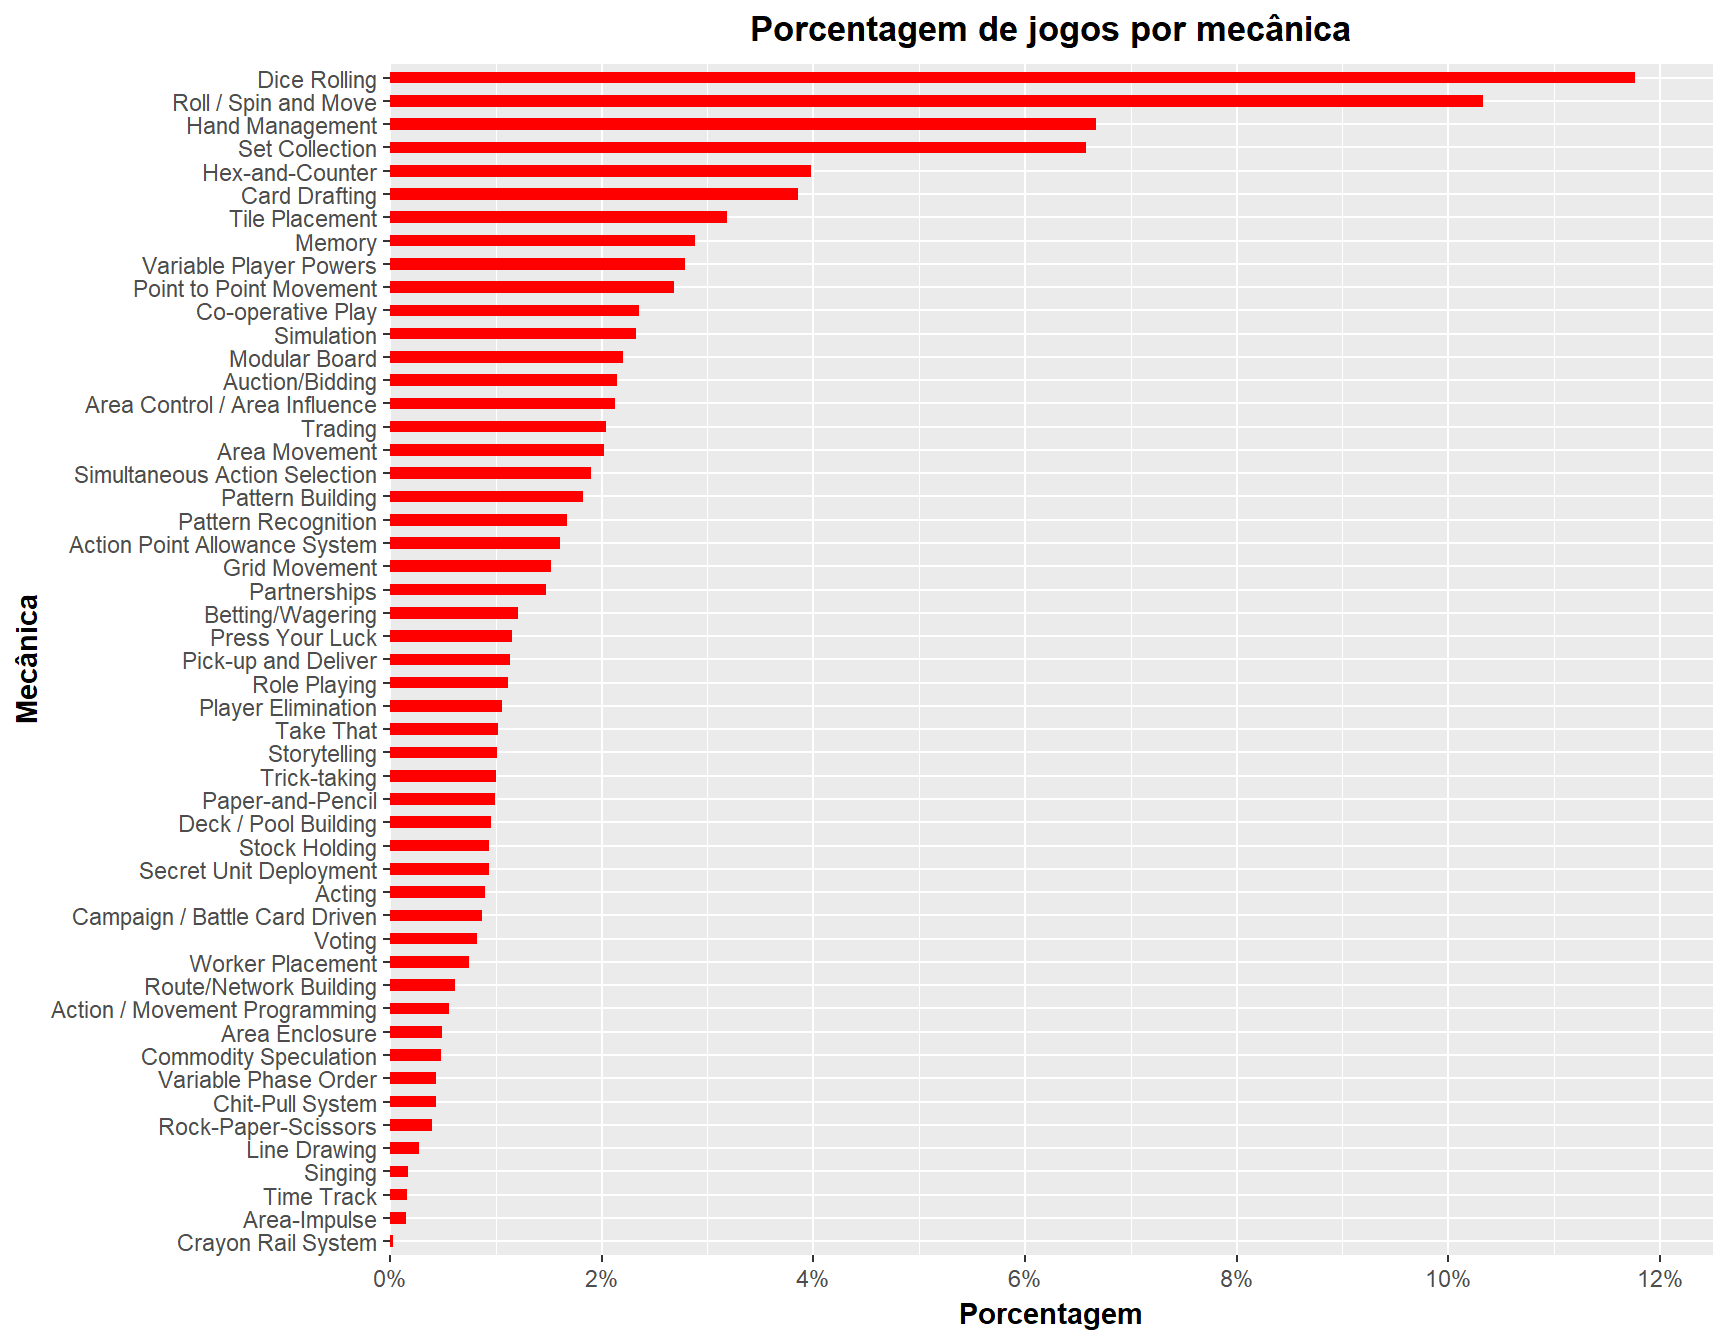 Porcentagem de jogos por mecânica
Dice Rolling
Roll / Spin and Move
Hand Management
Set Collection
Hex-and-Counter
Card Drafting
Tile Placement
Memory
Variable Player Powers
Point to Point Movement
Co-operative Play
Simulation
Modular Board
Auction/Bidding
Area Control / Area Influence
Trading
Area Movement
Simultaneous Action Selection
Pattern Building
Pattern Recognition
Action Point Allowance System
Grid Movement
Partnerships
Betting/Wagering
Press Your Luck
Pick-up and Deliver
Role Playing
Player Elimination
Take That
Storytelling
Trick-taking
Paper-and-Pencil
Deck / Pool Building
Stock Holding
Secret Unit Deployment
Acting
Campaign / Battle Card Driven
Voting
Worker Placement
Route/Network Building
Action / Movement Programming
Area Enclosure
Commodity Speculation
Variable Phase Order
Chit-Pull System
Rock-Paper-Scissors
Line Drawing
Singing
Time Track
Area-Impulse
Crayon Rail System
Mecânica
0% 2% 4% 6% 8% 10% 12%
Porcentagem